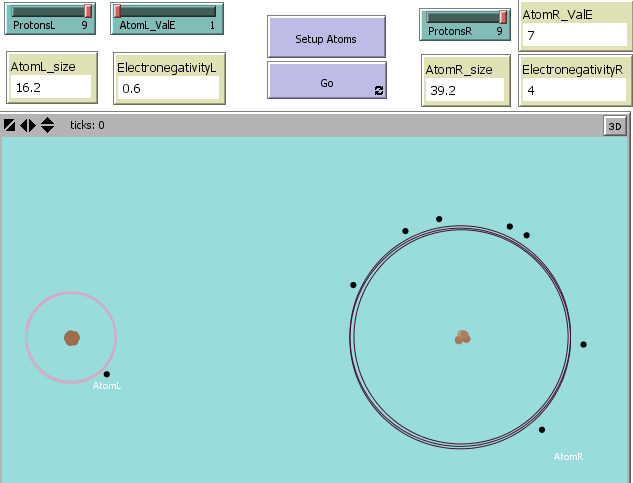 ProtonsL 9
AtomL_ValE 1
Setup Atoms
ProtonsR 9
AtomR_ValE
7
AtomL_size
16.2
ElectronegativityL
0.6
Go
AtomR_size
39.2
ElectronegativityR
4
ticks: 0
3D
AtomL
AtomR